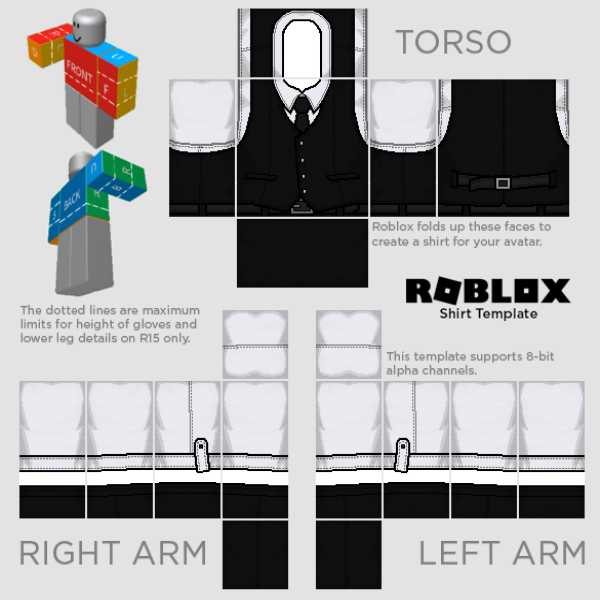 TORSO
FRONT
F
L
R
D
BACK
B
Roblox folds up these faces to
create a shirt for your avatar.
ROBLOX
Shirt Template
The dotted lines are maximum
limits for height of gloves and
lower leg details on R15 only.
This template supports 8-bit
alpha channels.
RIGHT ARM
LEFT ARM